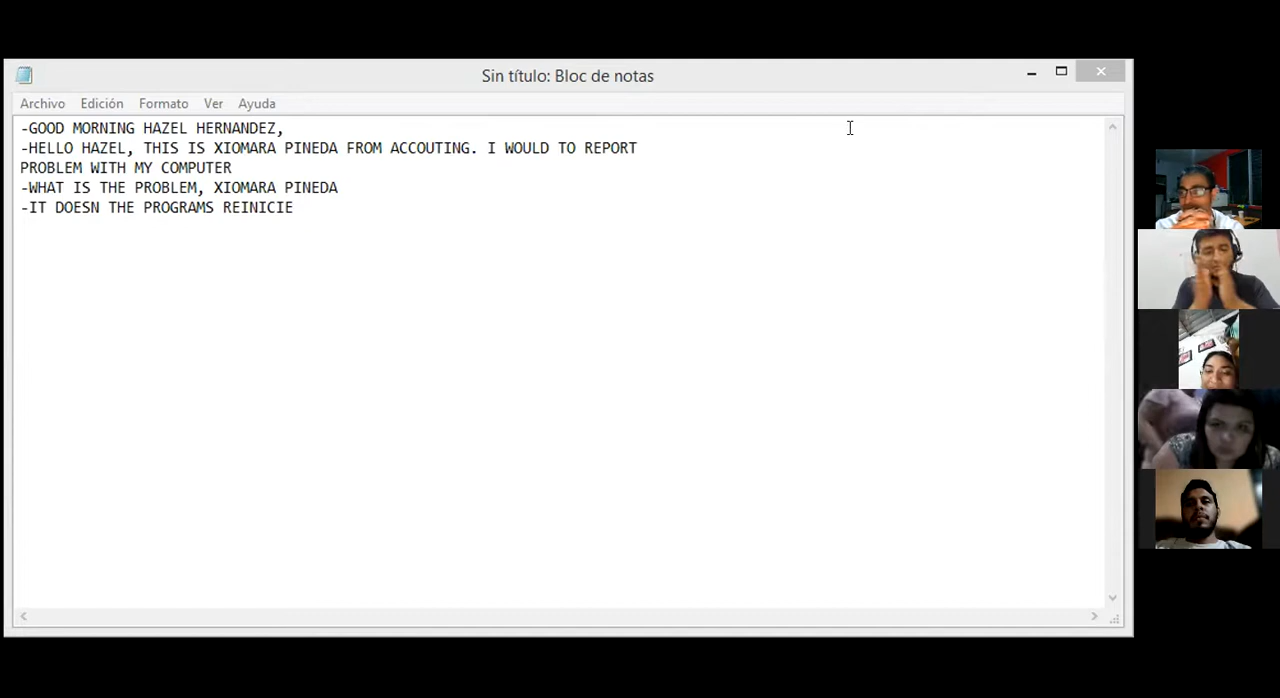 Sin título: Bloc de notas
Archivo Edición Formato Ver Ayuda
-GOOD MORNING HAZEL HERNANDEZ,
-HELLO HAZEL, THIS IS XIOMARA PINEDA FROM ACCOUTING. I WOULD TO REPORT
PROBLEM WITH MY COMPUTER
-WHAT IS THE PROBLEM, XIOMARA PINEDA
-IT DOESN THE PROGRAMS REINICIE